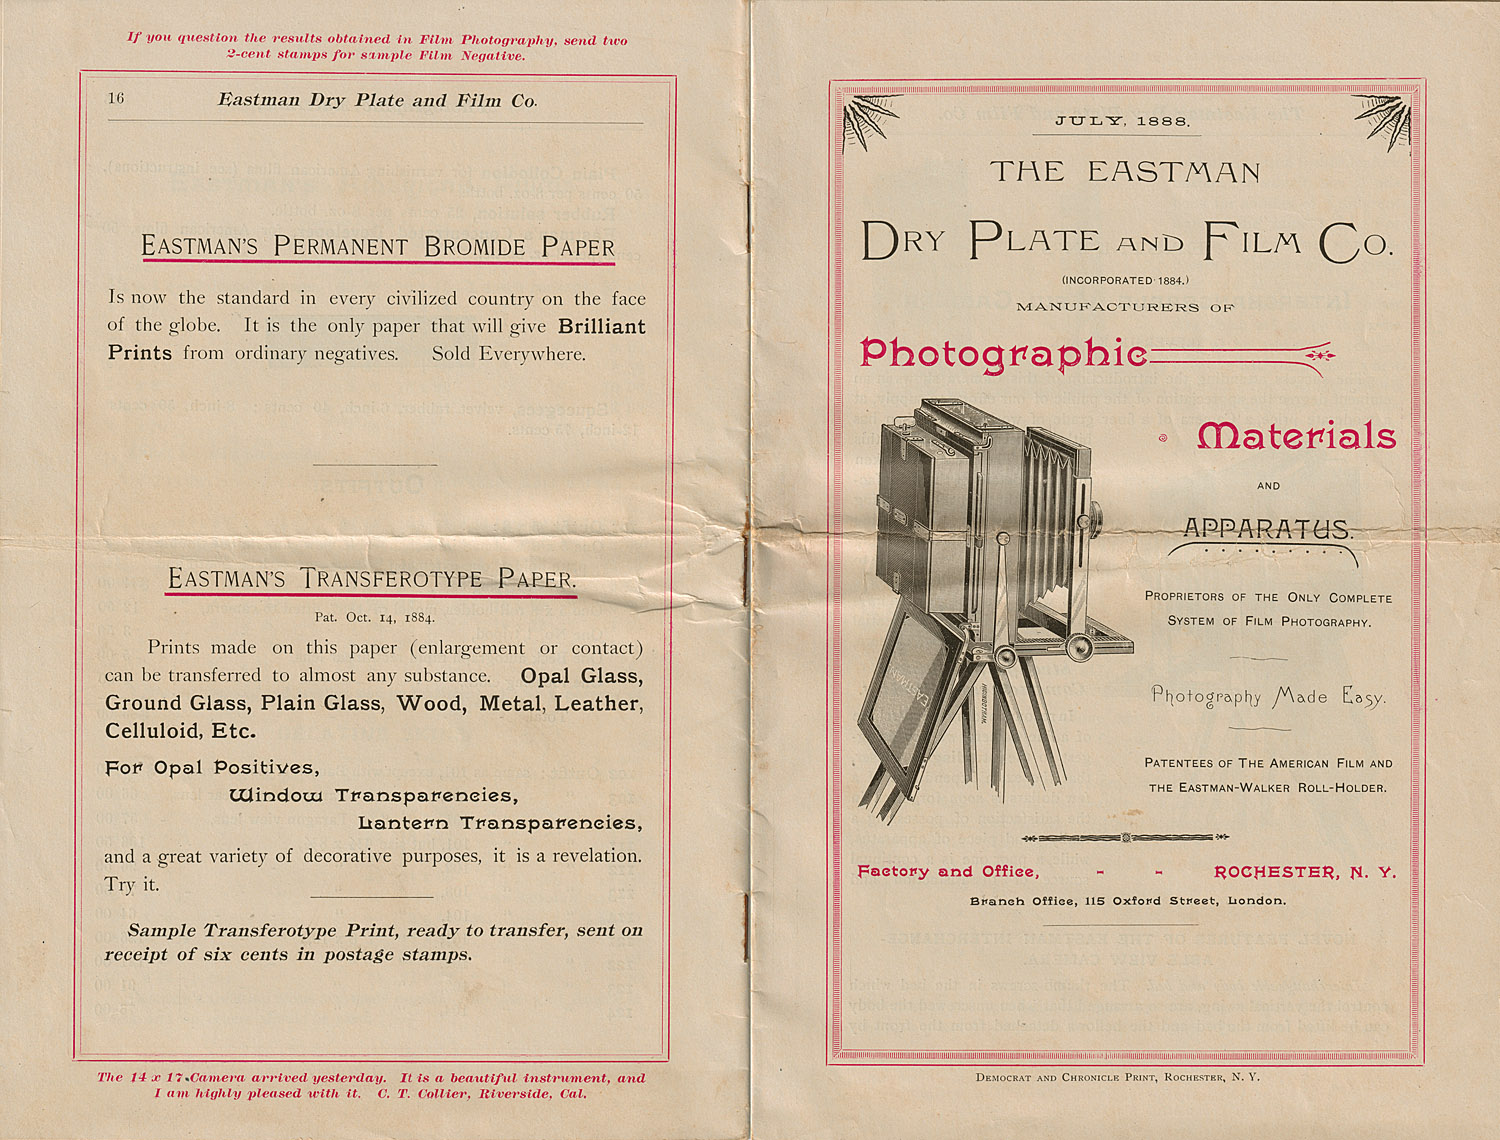 If you question the results obtained in Film Photography, send two
2-cent stamps for sample Film Negative.
16 Eastman Dry Plate and Film Co.
EASTMAN'S PERMANENT BROMIDE PAPER
Is now the standard in every civilized country on the face
of the globe. It is the only paper that will give Brilliant
Prints from ordinary negatives. Sold Everywhere.
EASTMAN'S TRANSFEROTYPE PAPER.
Pat. Oct. 14, 1884.
Prints made on this paper (enlargement or contact)
can be transferred to almost any substance. Opal Glass,
Ground Glass, Plain Glass, Wood, Metal, Leather,
Celluloid, Etc.
For Opal Positives,
Window Transparencies,
Lantern Transparencies,
and a great variety of decorative purposes, it is a revelation.
Try it.
Sample Transferotype Print, ready to transfer, sent on
receipt of six cents in postage stamps.
The 14 x 17 Camera arrived yesterday. It is a beautiful instrument, and
I am highly pleased with it. C. T. Collier, Riverside, Cal.
JULY, 1888.
THE EASTMAN
DRY PLATE AND FILM CO.
(INCORPORATED 1884.)
MANUFACTURERS OF
Photographic
Materials
AND
APPARATUS.
PROPRIETORS OF THE ONLY COMPLETE
SYSTEM OF FILM PHOTOGRAPHY.
Photography Made Easy.
PATENTEES OF THE AMERICAN FILM AND
THE EASTMAN-WALKER ROLL-HOLDER.
EASTMAN
Factory and Office, - - ROCHESTER, N. Y.
Branch Office, 115 Oxford Street, London.
DEMOCRAT AND CHRONICLE PRINT, ROCHESTER, N. Y.